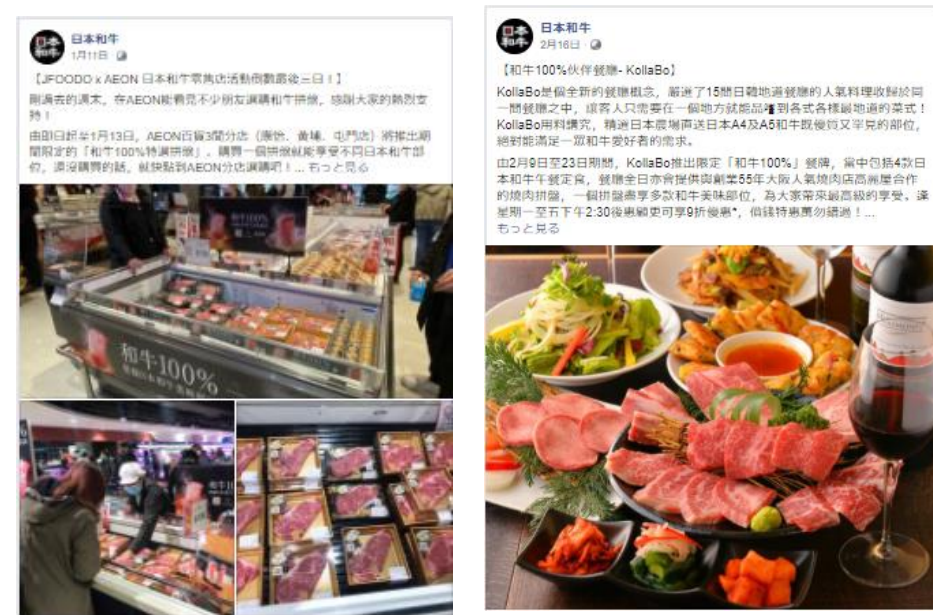 日本和牛
1月11日
【JFOODO x AEON 日本和牛零售店活動倒數最後三日！】
剛過去的週末，在AEON能看見不少朋友選購和牛拼盤，感謝大家的熱烈支
持！
由即日起至1月13日，AEON百貨3間分店（康怡、黃埔、屯門店）將推出期
間限定的「和牛100%特選拼盤」。購買一個拼盤就能享受不同日本和牛部
位，還沒購買的話，就快點到AEON分店選購吧！... もっと見る
和牛100%
和牛100%
日本和牛
2月16日
【和牛100%伙伴餐廳- KollaBo】
KollaBo是個全新的餐廳概念，嚴選了15間日韓地道餐廳的人氣料理收歸於同
一間餐廳之中，讓客人只需要在一個地方就能品嚐到各式各樣最地道的菜式！
KollaBo用料講究，精選日本農場直送日本A4及A5和牛既優質又罕見的部位，
絕對能滿足一眾和牛愛好者的需求。
由2月9日至23日期間，KollaBo推出限定「和牛100%」餐牌，當中包括4款日
本和牛午餐定食，餐廳全日亦會提供與創業55年大阪人氣燒肉店高麗屋合作
的燒肉拼盤，一個拼盤盡享多款和牛美味部位，為大家帶來最高級的享受。逢
星期一至五下午2:30後惠顧更可享9折優惠*，價錢特惠萬勿錯過！...
もっと見る